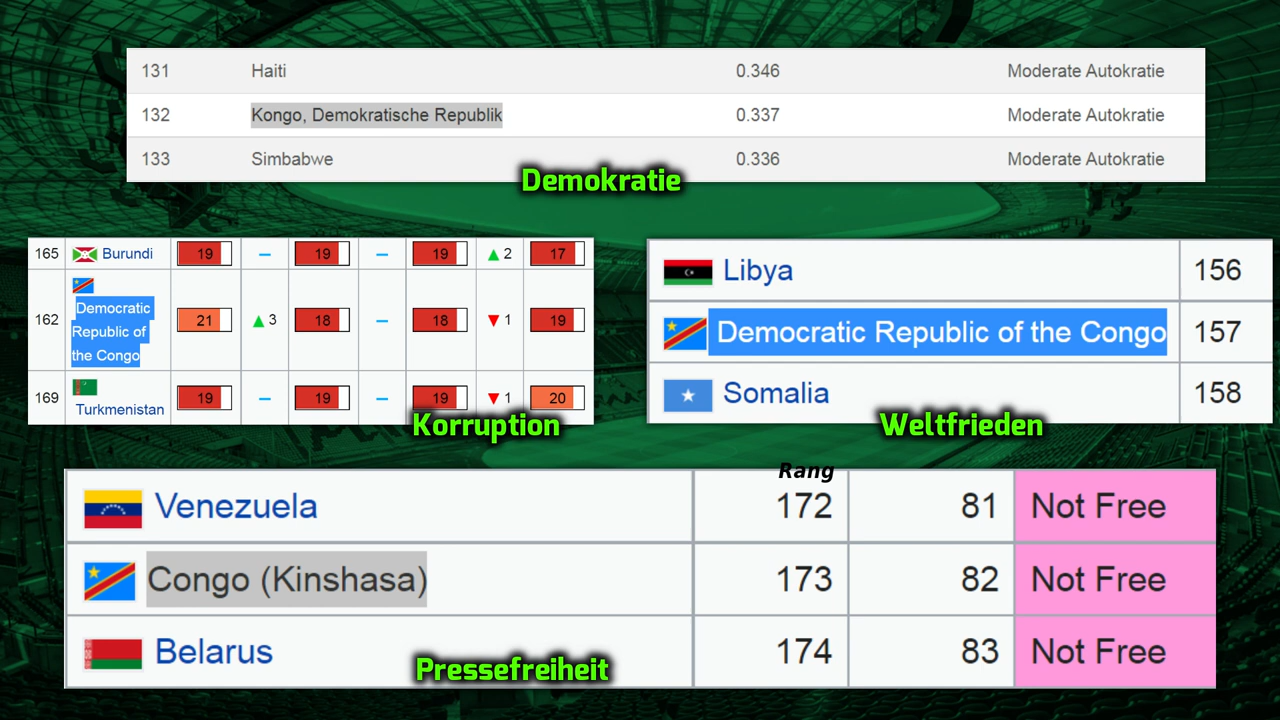 131 Haiti 0.346 Moderate Autokratie
132 Kongo, Demokratische Republik 0.337 Moderate Autokratie
133 Simbabwe 0.336 Moderate Autokratie
Demokratie
165 Burundi 19 – 19 – 19 ▲ 2 17
162 Democratic Republic of the Congo 21 ▲ 3 18 – 18 ▼ 1 19
169 Turkmenistan 19 – 19 – 19 ▼ 1 20
Korruption
Libya 156
Democratic Republic of the Congo 157
Somalia 158
Weltfrieden
Rang
Venezuela 172 81 Not Free
Congo (Kinshasa) 173 82 Not Free
Belarus 174 83 Not Free
Pressefreiheit